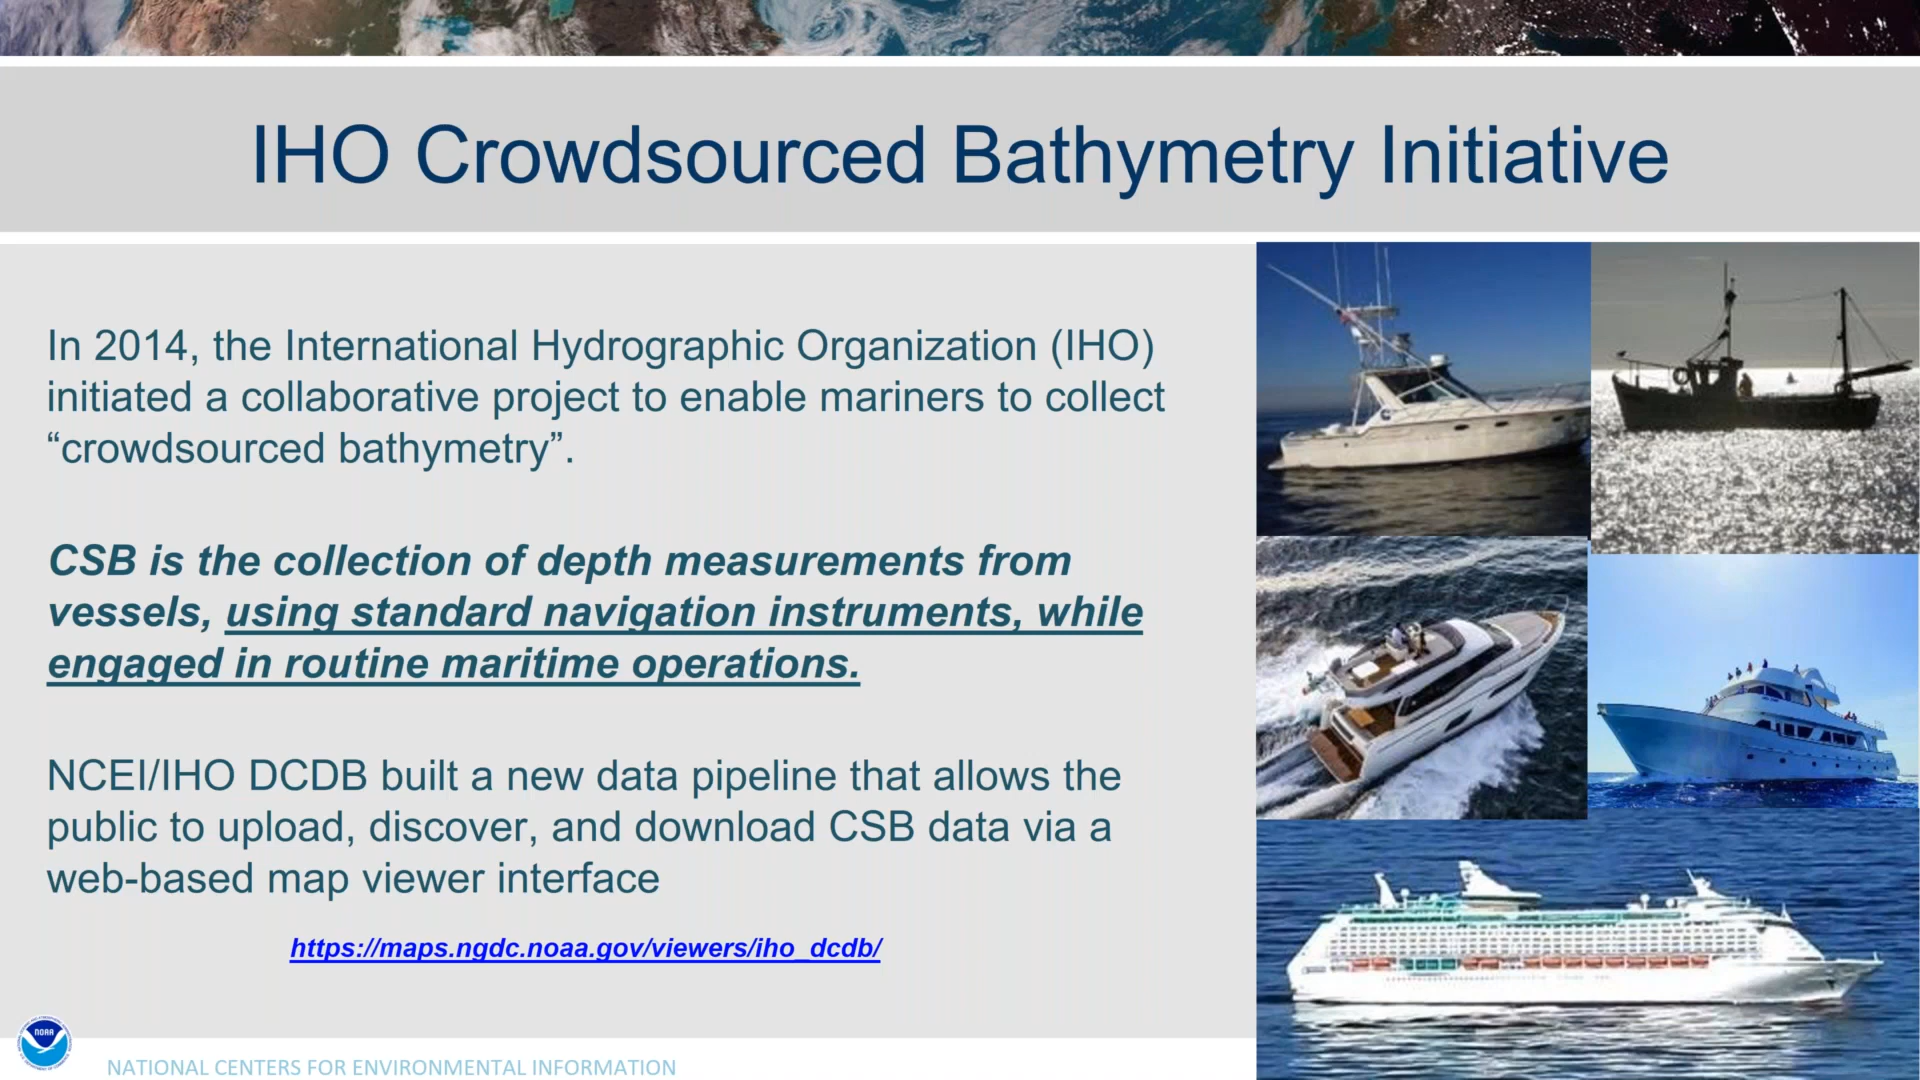 IHO Crowdsourced Bathymetry Initiative
In 2014, the International Hydrographic Organization (IHO)
initiated a collaborative project to enable mariners to collect
“crowdsourced bathymetry”.
CSB is the collection of depth measurements from
vessels, using standard navigation instruments, while
engaged in routine maritime operations.
NCEI/IHO DCDB built a new data pipeline that allows the
public to upload, discover, and download CSB data via a
web-based map viewer interface
https://maps.ngdc.noaa.gov/viewers/iho_dcdb/
NOAA
NATIONAL CENTERS FOR ENVIRONMENTAL INFORMATION